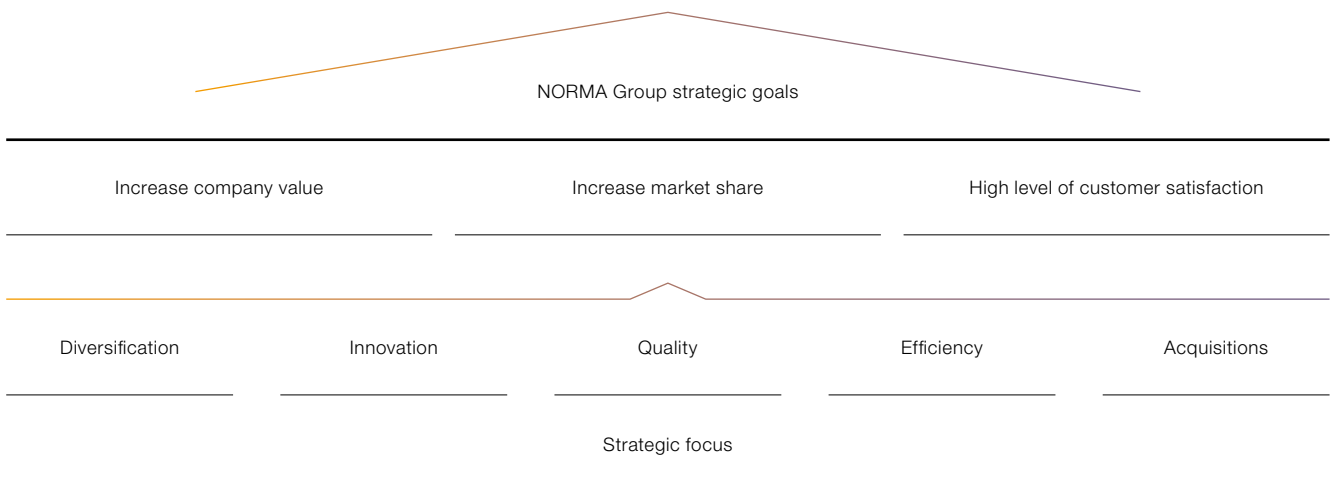 NORMA Group strategic goals
Increase company value Increase market share High level of customer satisfaction
Diversification Innovation Quality Efficiency Acquisitions
Strategic focus